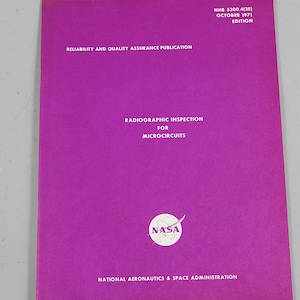 NHB 5300.4(3E)
OCTOBER 1971
EDITION
RELIABILITY AND QUALITY ASSURANCE PUBLICATION
RADIOGRAPHIC INSPECTION
FOR
MICROCIRCUITS
NASA
NATIONAL AERONAUTICS & SPACE ADMINISTRATION